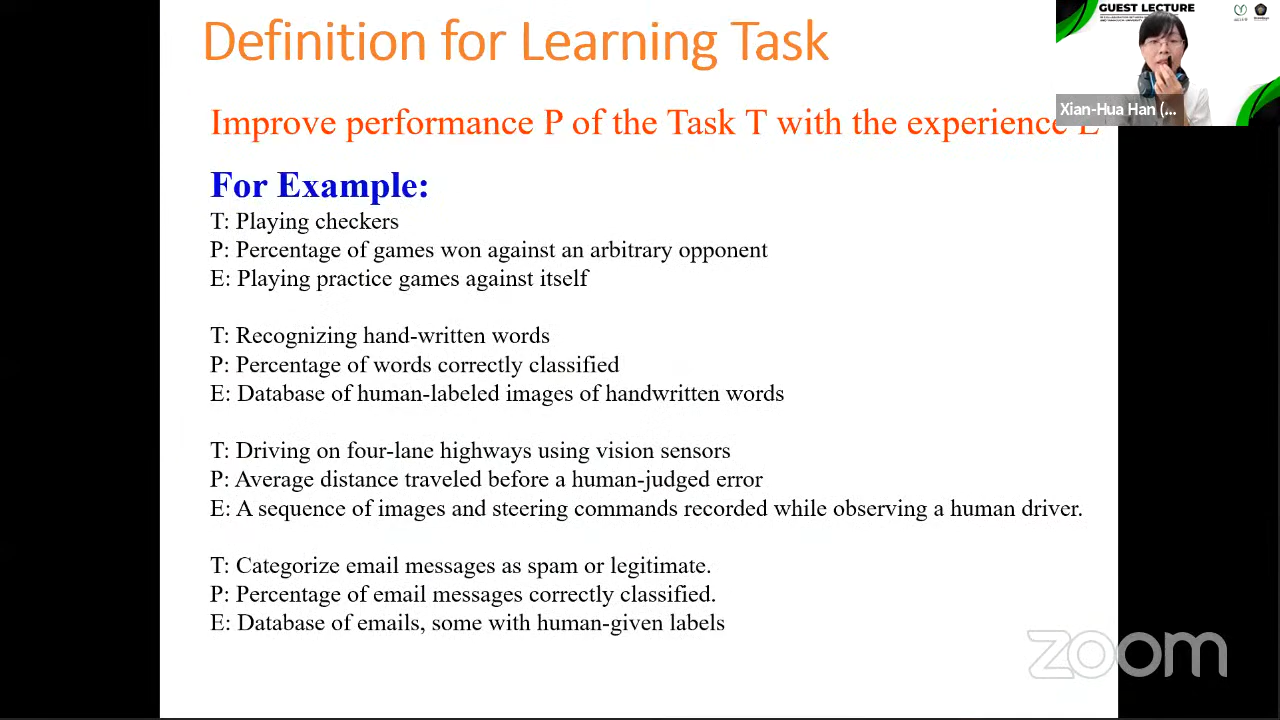 Definition for Learning Task
Improve performance P of the Task T with the experience E
For Example:
T: Playing checkers
P: Percentage of games won against an arbitrary opponent
E: Playing practice games against itself
T: Recognizing hand-written words
P: Percentage of words correctly classified
E: Database of human-labeled images of handwritten words
T: Driving on four-lane highways using vision sensors
P: Average distance traveled before a human-judged error
E: A sequence of images and steering commands recorded while observing a human driver.
T: Categorize email messages as spam or legitimate.
P: Percentage of email messages correctly classified.
E: Database of emails, some with human-given labels
GUEST LECTURE
Xian-Hua Han (...
zoom